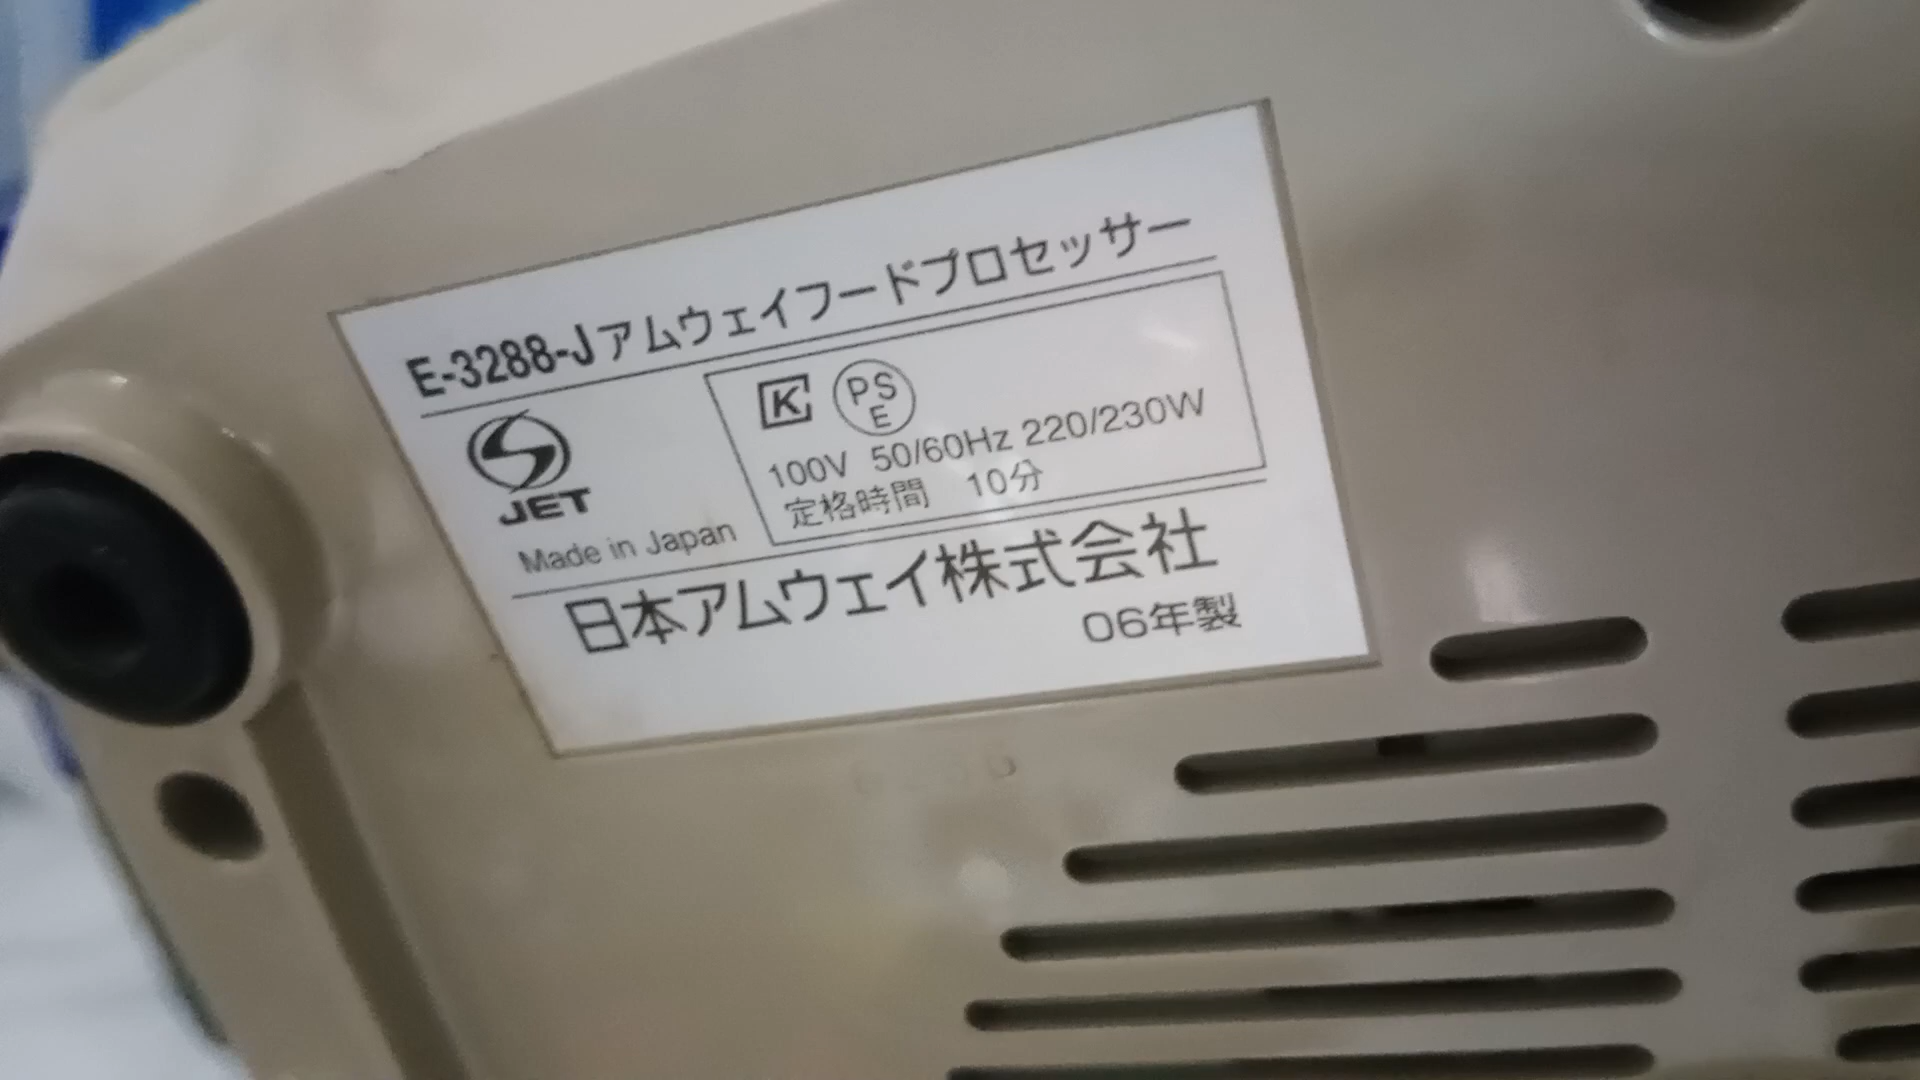 E-3288-Jアムウェイフードプロセッサー
K PS
E
100V 50/60Hz 220/230W
定格時間 10分
JET
Made in Japan
日本アムウェイ株式会社
06年製